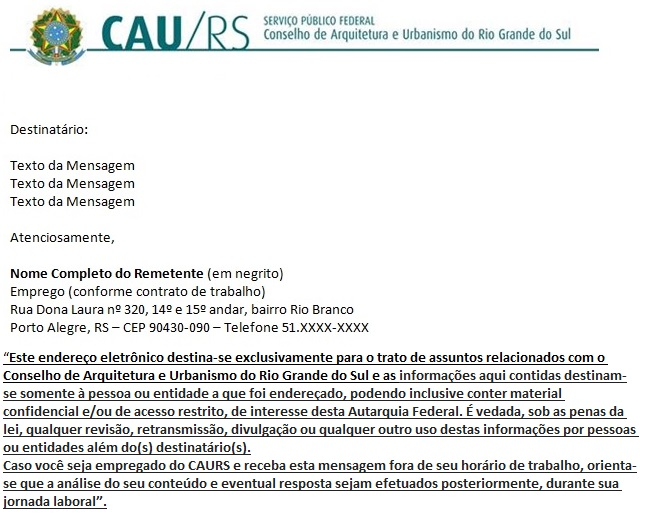 CAU/RS
SERVIÇO PÚBLICO FEDERAL
Conselho de Arquitetura e Urbanismo do Rio Grande do Sul
Destinatário:
Texto da Mensagem
Texto da Mensagem
Texto da Mensagem
Atenciosamente,
Nome Completo do Remetente (em negrito)
Emprego (conforme contrato de trabalho)
Rua Dona Laura nº 320, 14º e 15º andar, bairro Rio Branco
Porto Alegre, RS – CEP 90430-090 – Telefone 51.XXXX-XXXX
“Este endereço eletrônico destina-se exclusivamente para o trato de assuntos relacionados com o
Conselho de Arquitetura e Urbanismo do Rio Grande do Sul e as informações aqui contidas destinam-
se somente à pessoa ou entidade a que foi endereçado, podendo inclusive conter material
confidencial e/ou de acesso restrito, de interesse desta Autarquia Federal. É vedada, sob as penas da
lei, qualquer revisão, retransmissão, divulgação ou qualquer outro uso destas informações por pessoas
ou entidades além do(s) destinatário(s).
Caso você seja empregado do CAURS e receba esta mensagem fora de seu horário de trabalho, orienta-
se que a análise do seu conteúdo e eventual resposta sejam efetuados posteriormente, durante sua
jornada laboral”.